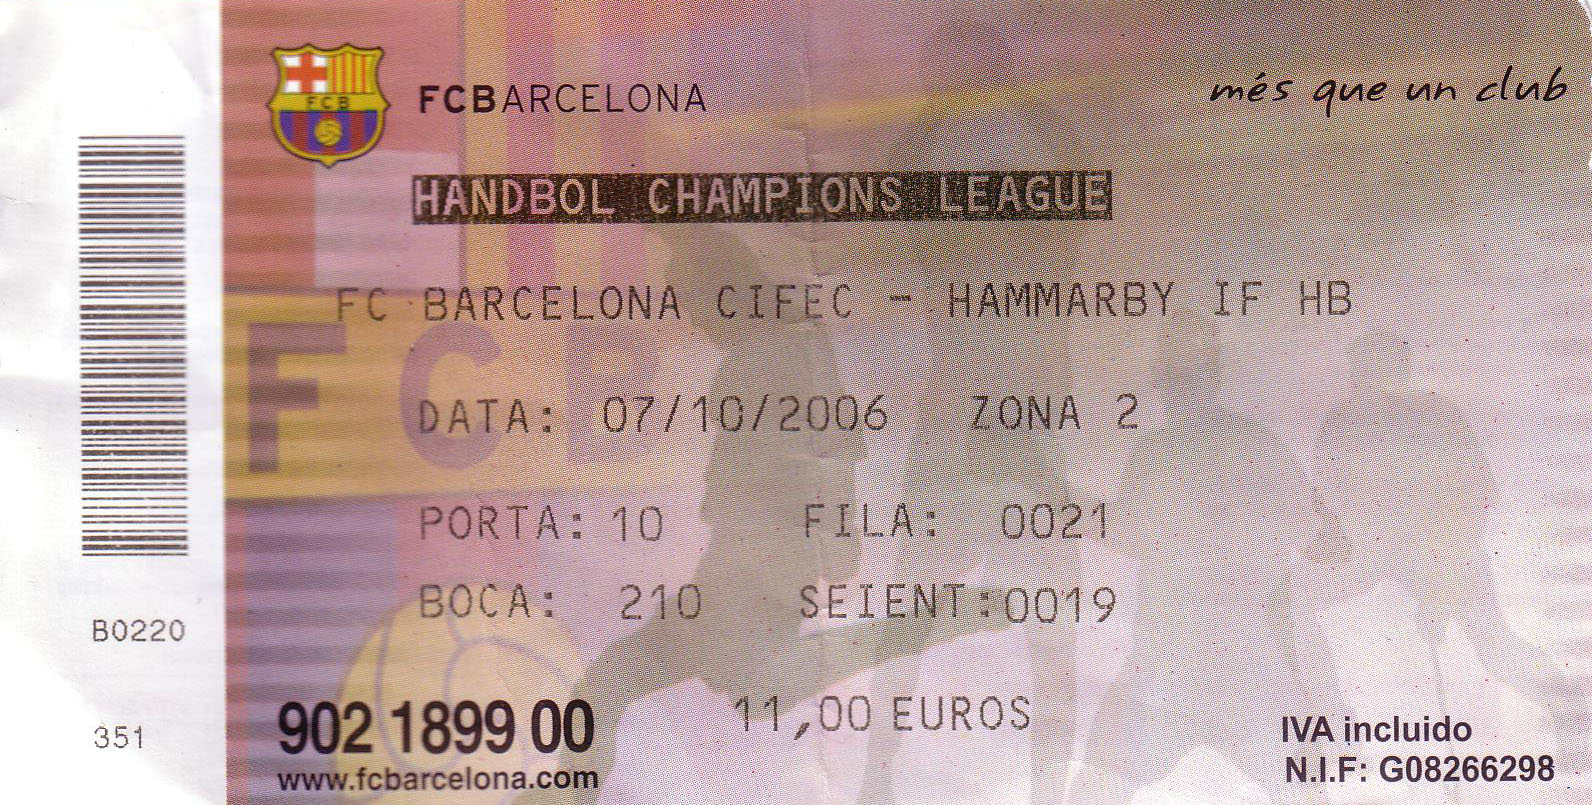 FCB
FCBARCELONA
més que un club
HANDBOL CHAMPIONS LEAGUE
FC BARCELONA CIFEC - HAMMARBY IF HB
FCB
DATA: 07/10/2006 ZONA 2
PORTA: 10 FILA: 0021
BOCA: 210 SEIENT:0019
B0220
351
902 1899 00
11,00 EUROS
www.fcbarcelona.com
IVA incluido
N.I.F: G08266298